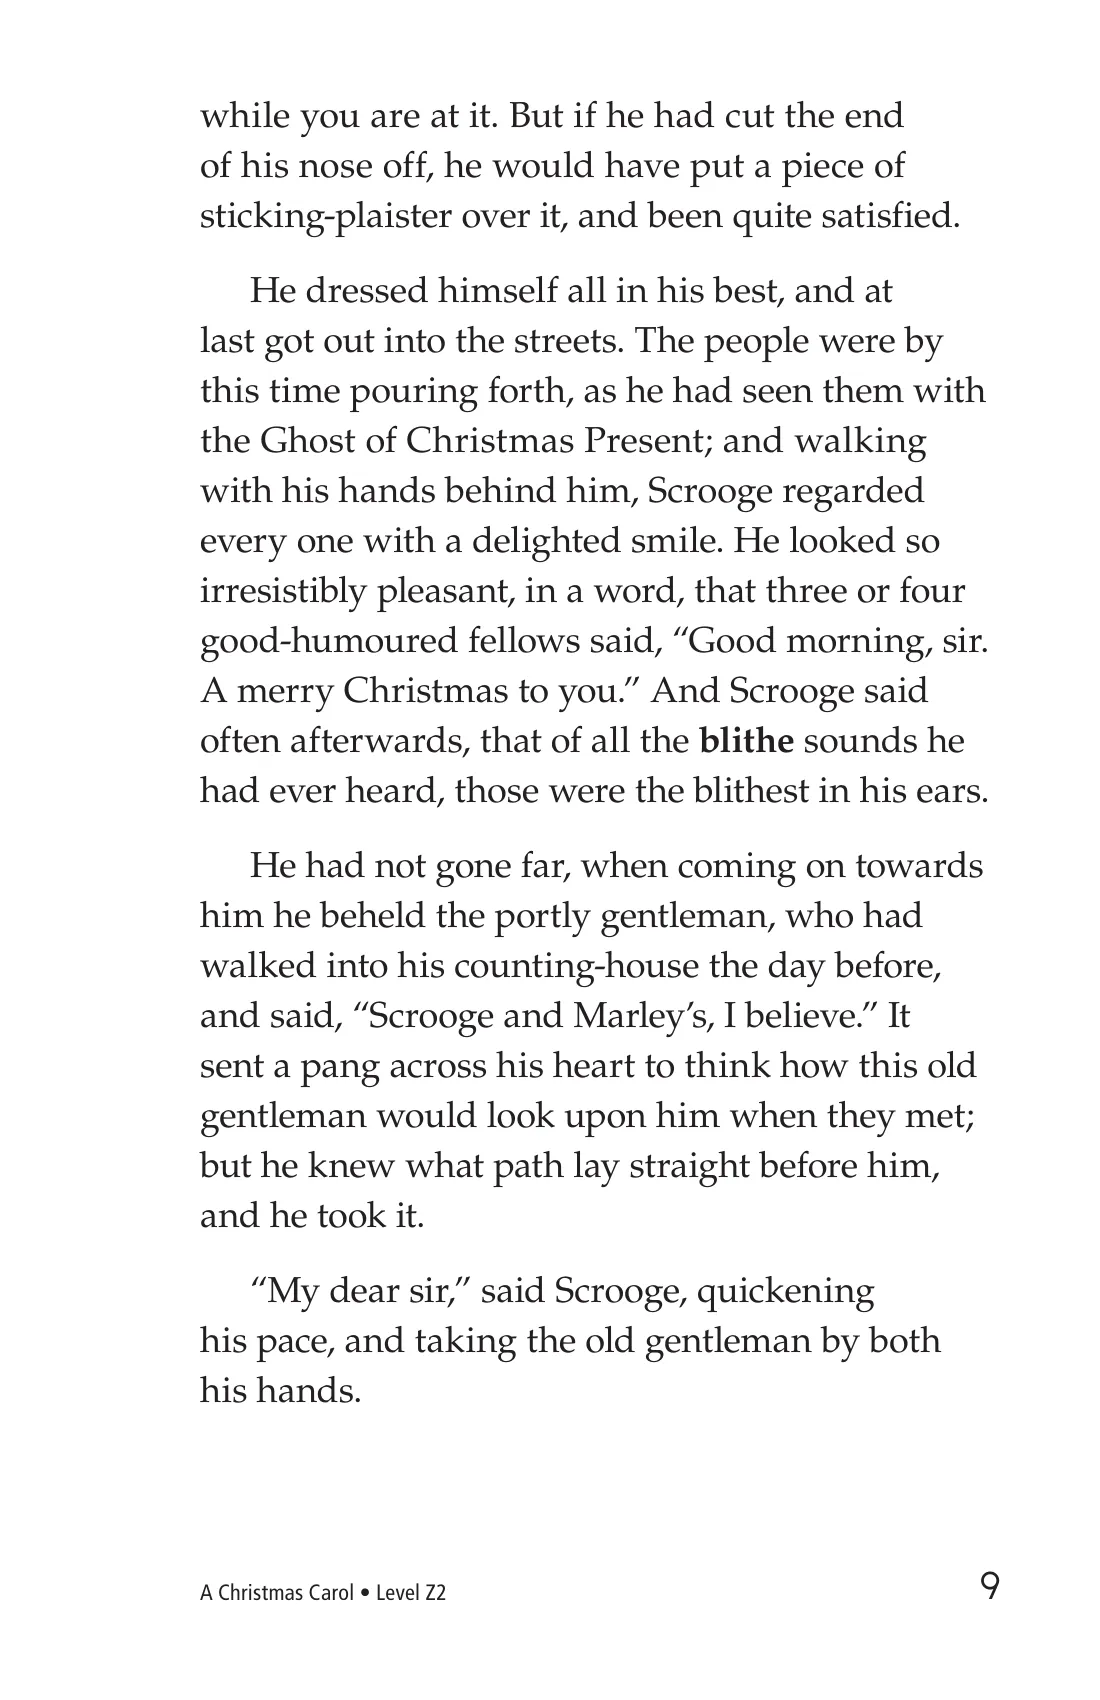 while you are at it. But if he had cut the end
of his nose off, he would have put a piece of
sticking-plaister over it, and been quite satisfied.
He dressed himself all in his best, and at
last got out into the streets. The people were by
this time pouring forth, as he had seen them with
the Ghost of Christmas Present; and walking
with his hands behind him, Scrooge regarded
every one with a delighted smile. He looked so
irresistibly pleasant, in a word, that three or four
good-humoured fellows said, “Good morning, sir.
A merry Christmas to you.” And Scrooge said
often afterwards, that of all the blithe sounds he
had ever heard, those were the blithest in his ears.
He had not gone far, when coming on towards
him he beheld the portly gentleman, who had
walked into his counting-house the day before,
and said, “Scrooge and Marley’s, I believe.” It
sent a pang across his heart to think how this old
gentleman would look upon him when they met;
but he knew what path lay straight before him,
and he took it.
“My dear sir,” said Scrooge, quickening
his pace, and taking the old gentleman by both
his hands.
A Christmas Carol • Level Z2
9